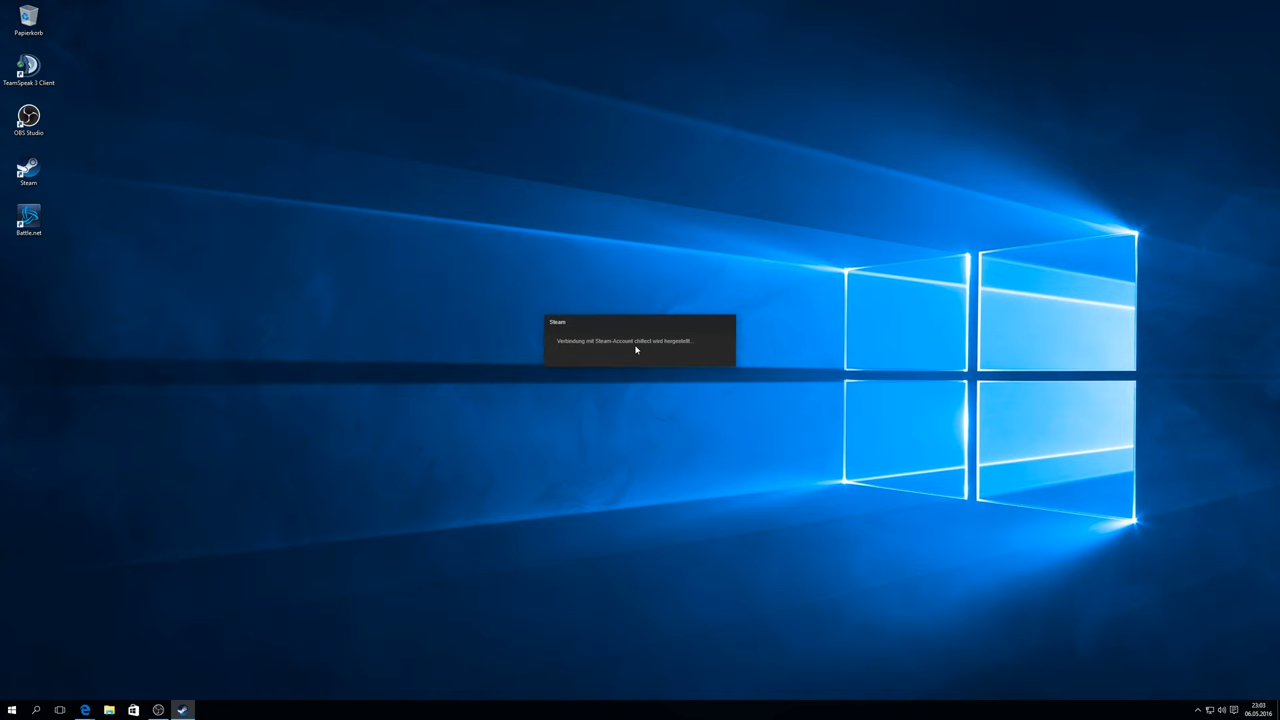 Papierkorb
TeamSpeak 3 Client
OBS Studio
Steam
Battle.net
Steam
Verbindung mit Steam-Account chillect wird hergestellt...
23:03
06.05.2016